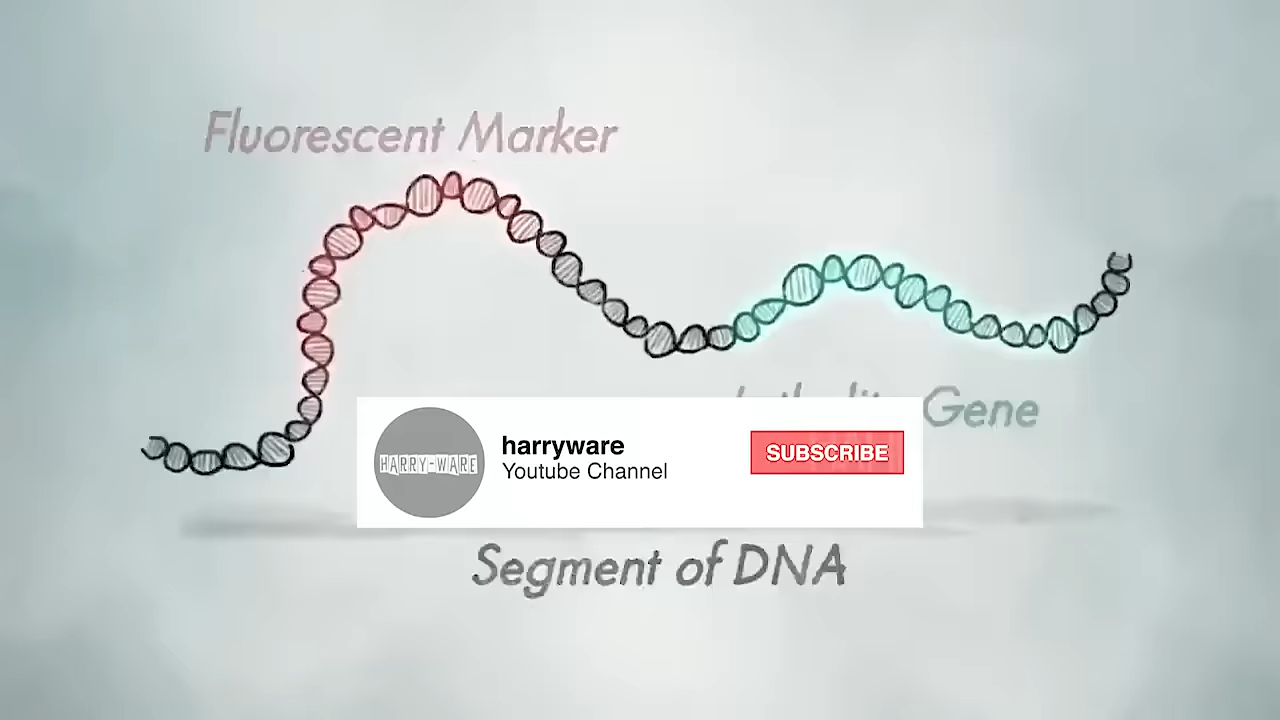 Fluorescent Marker
Gene
HARRY-WARE
harryware
Youtube Channel
SUBSCRIBE
Segment of DNA